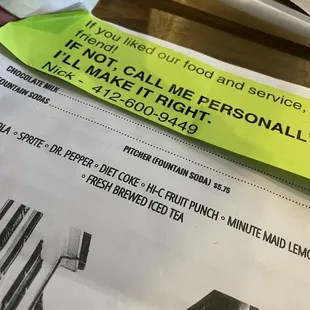 If you liked our food and service,
friend!
IF NOT, CALL ME PERSONALLY
I'LL MAKE IT RIGHT.
Nick - 412-600-9449
CHOCOLATE MILK
FOUNTAIN SODAS
PITCHER (FOUNTAIN SODA) $5.75
OLA ◦ SPRITE ◦ DR. PEPPER ◦ DIET COKE ◦ HI-C FRUIT PUNCH ◦ MINUTE MAID LEMO
◦ FRESH BREWED ICED TEA